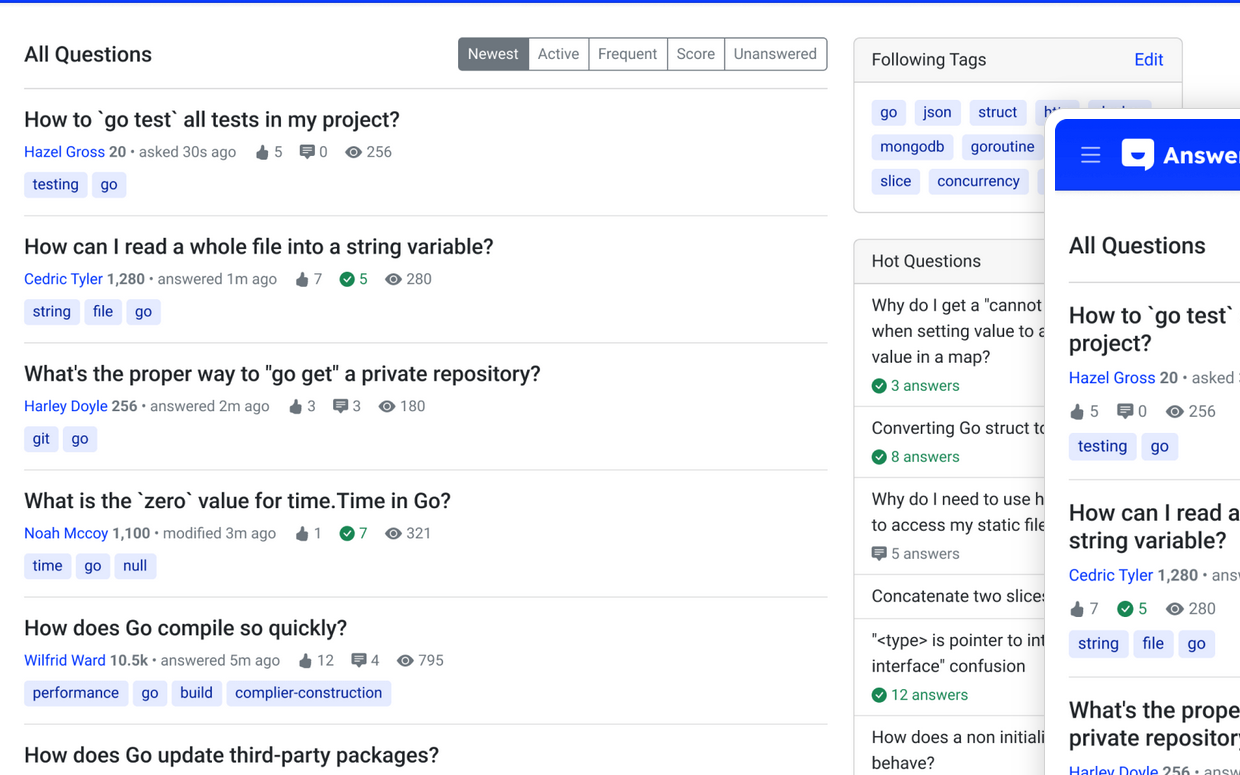 All Questions
Newest Active Frequent Score Unanswered
How to `go test` all tests in my project?
Hazel Gross 20 • asked 30s ago 5 0 256
testing go
How can I read a whole file into a string variable?
Cedric Tyler 1,280 • answered 1m ago 7 5 280
string file go
What's the proper way to "go get" a private repository?
Harley Doyle 256 • answered 2m ago 3 3 180
git go
What is the `zero` value for time.Time in Go?
Noah Mccoy 1,100 • modified 3m ago 1 7 321
time go null
How does Go compile so quickly?
Wilfrid Ward 10.5k • answered 5m ago 12 4 795
performance go build complier-construction
How does Go update third-party packages?
Following Tags Edit
go json struct
mongodb goroutine
slice concurrency
Hot Questions
Why do I get a "cannot
when setting value to a
value in a map?
3 answers
Converting Go struct to
8 answers
Why do I need to use
to access my static file
5 answers
Concatenate two slices
"<type> is pointer to
interface" confusion
12 answers
How does a non
behave?
Answe
All Questions
How to `go test`
project?
Hazel Gross 20 • asked
5 0 256
testing go
How can I read a
string variable?
Cedric Tyler 1,280 •
7 5 280
string file go
What's the prope
private repository
Harley Doyle 256 •